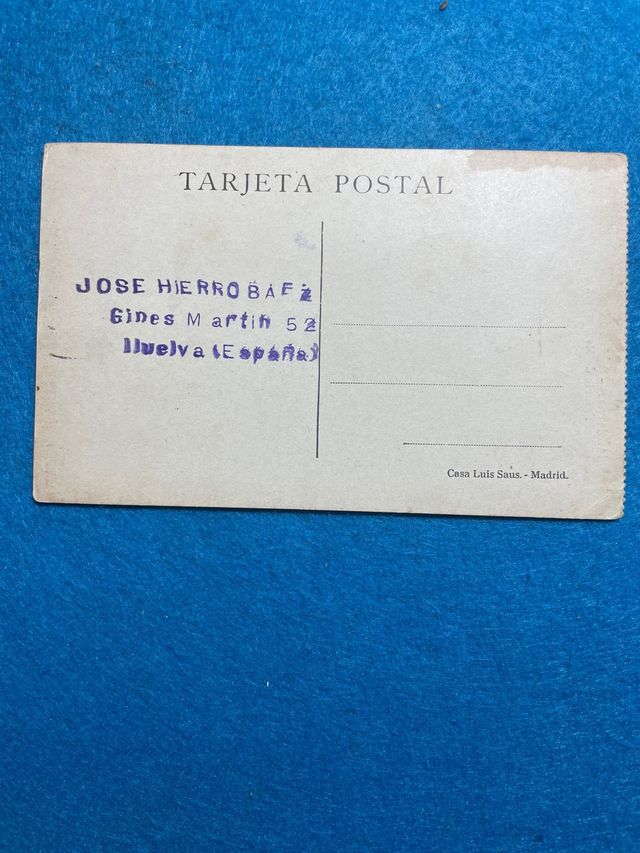 TARJETA POSTAL
JOSE HIERRO BAEZ
Gines Martin 52
Huelva (España)
Casa Luis Saus. - Madrid.